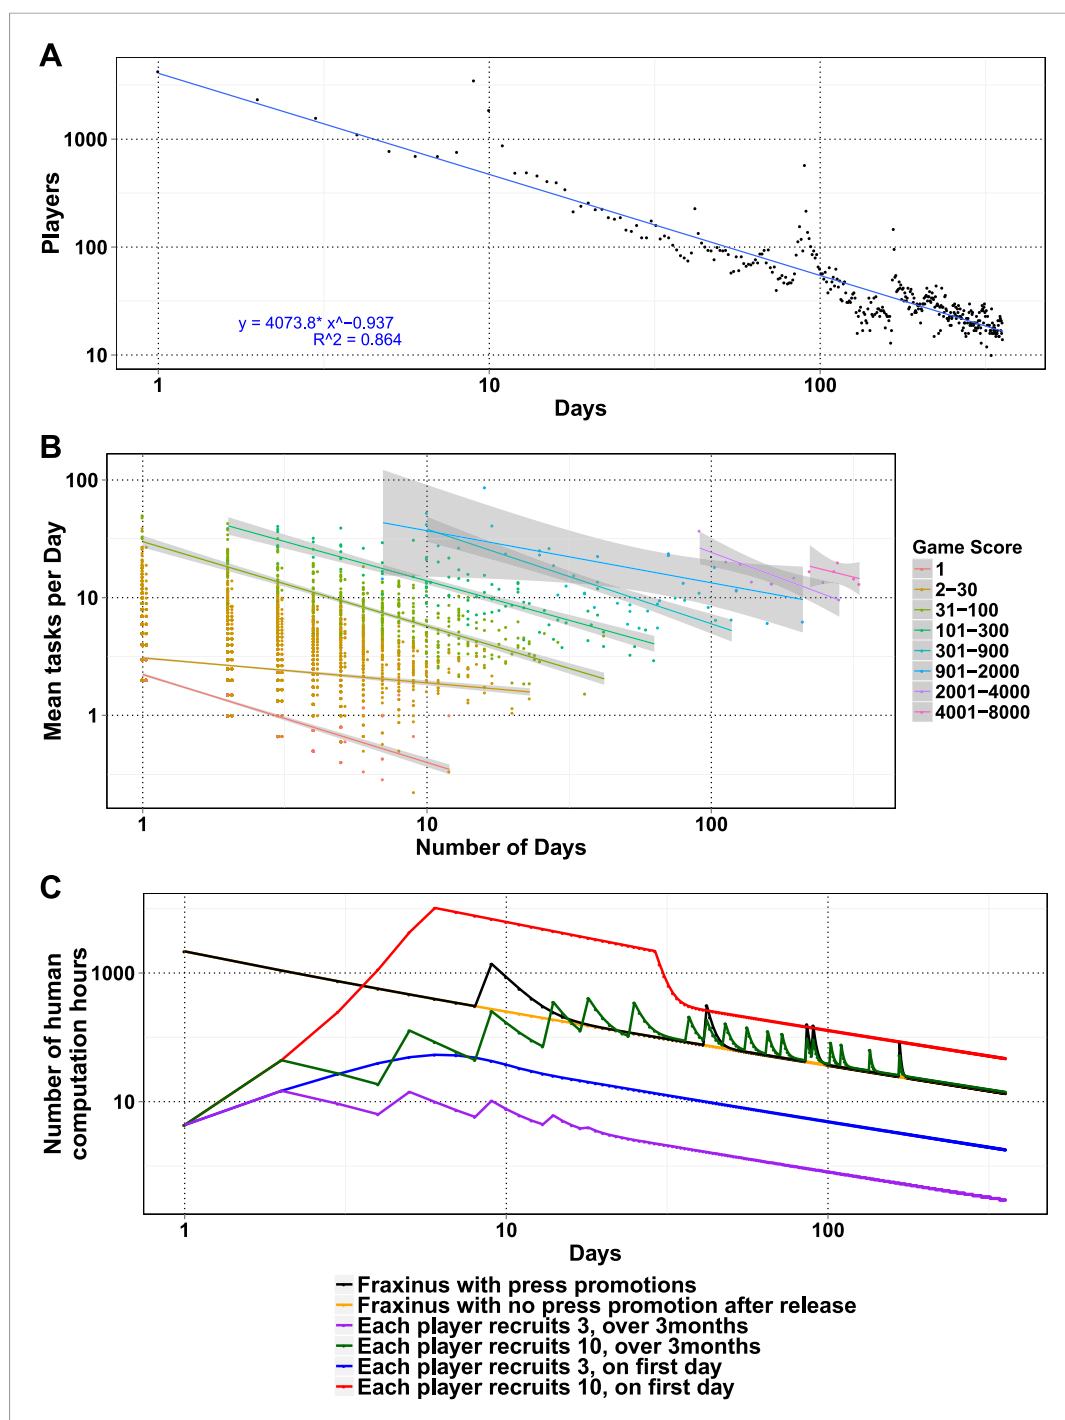 A
1000
100
10
Players
y = 4073.8* x^−0.937
R^2 = 0.864
1
10
100
Days
B
100
10
1
Mean tasks per Day
1
10
100
Number of Days
Game Score
1
2−30
31−100
101−300
301−900
901−2000
2001−4000
4001−8000
C
1000
10
Number of human
computation hours
1
10
100
Days
Fraxinus with press promotions
Fraxinus with no press promotion after release
Each player recruits 3, over 3months
Each player recruits 10, over 3months
Each player recruits 3, on first day
Each player recruits 10, on first day